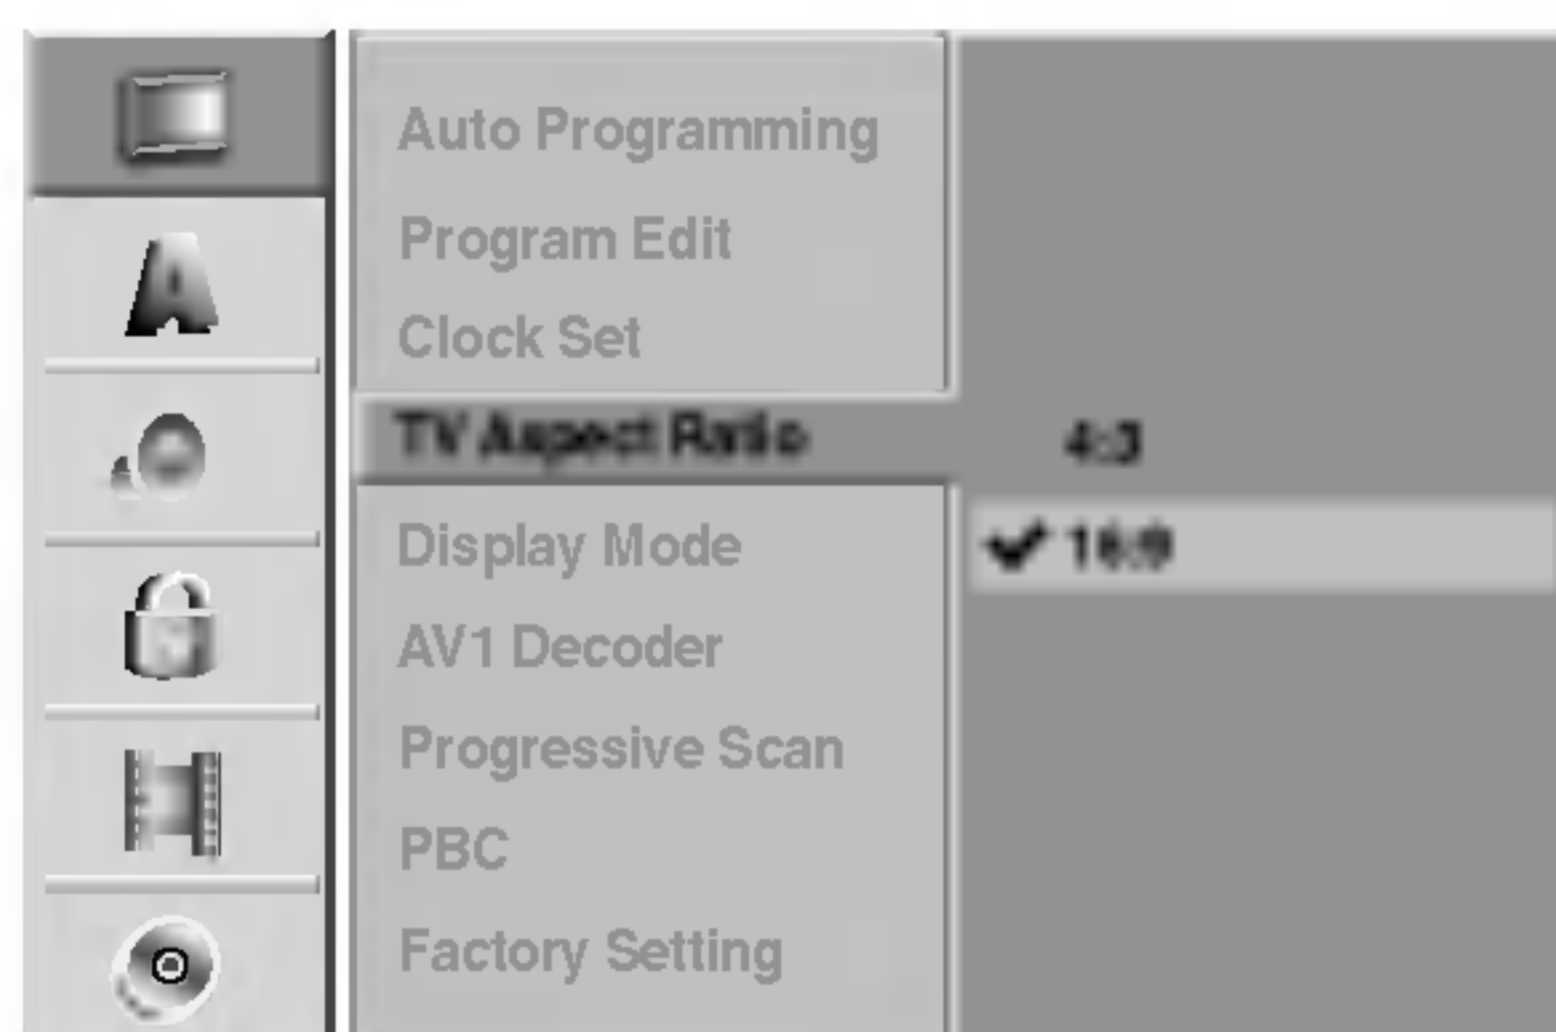 Auto Programming
Program Edit
Clock Set
TV Aspect Ratio
4:3
Display Mode
16:9
AV1 Decoder
Progressive Scan
PBC
Factory Setting